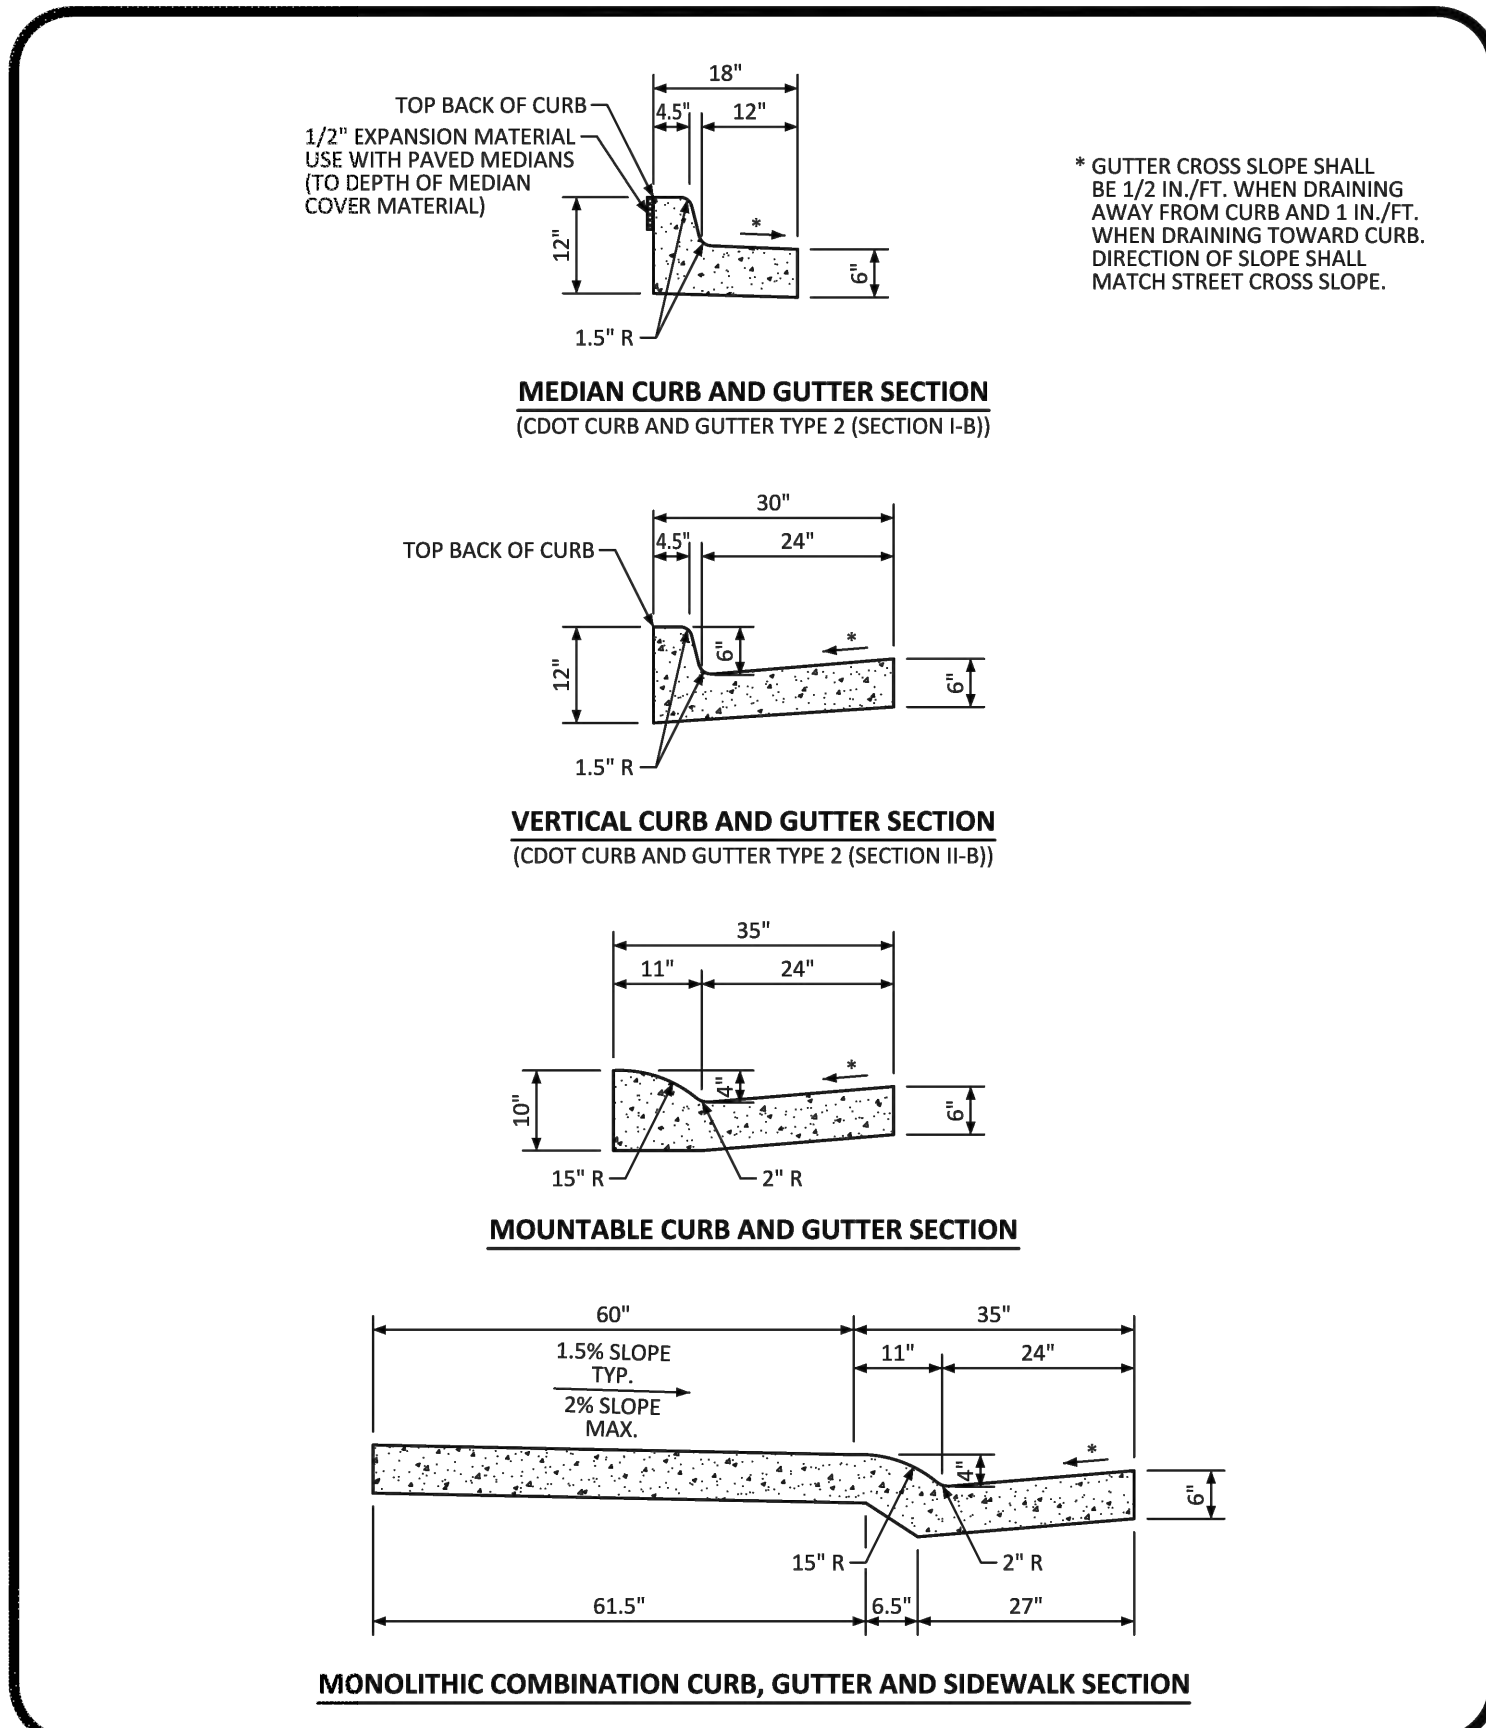 18"
TOP BACK OF CURB
4.5"
12"
1/2" EXPANSION MATERIAL
USE WITH PAVED MEDIANS
(TO DEPTH OF MEDIAN
COVER MATERIAL)
* GUTTER CROSS SLOPE SHALL
BE 1/2 IN./FT. WHEN DRAINING
AWAY FROM CURB AND 1 IN./FT.
WHEN DRAINING TOWARD CURB.
DIRECTION OF SLOPE SHALL
MATCH STREET CROSS SLOPE.
*
12"
6"
1.5" R
MEDIAN CURB AND GUTTER SECTION
(CDOT CURB AND GUTTER TYPE 2 (SECTION I-B))
30"
4.5"
24"
TOP BACK OF CURB
*
12"
6"
6"
1.5" R
VERTICAL CURB AND GUTTER SECTION
(CDOT CURB AND GUTTER TYPE 2 (SECTION II-B))
35"
11"
24"
*
10"
4"
6"
15" R
2" R
MOUNTABLE CURB AND GUTTER SECTION
60"
35"
1.5% SLOPE
TYP.
2% SLOPE
MAX.
11"
24"
*
4"
6"
15" R
2" R
61.5"
6.5"
27"
MONOLITHIC COMBINATION CURB, GUTTER AND SIDEWALK SECTION